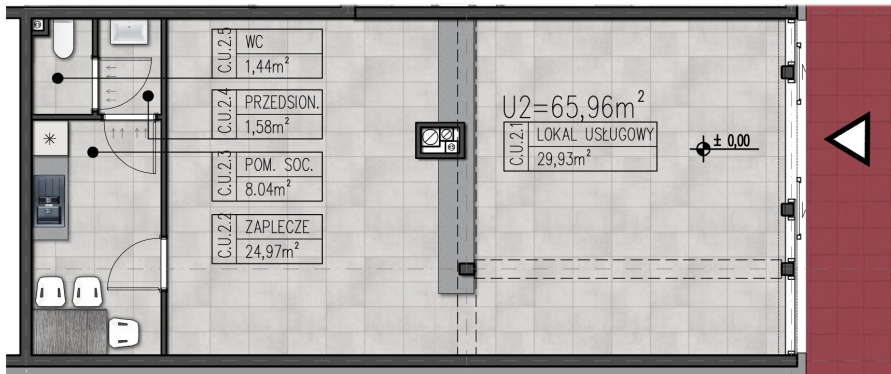 C.U.2.5
WC
1,44m²
C.U.2.4
PRZEDSION.
1,58m²
C.U.2.3
POM. SOC.
8.04m²
C.U.2.2
ZAPLECZE
24,97m²
U2=65,96m²
C.U.2.1
LOKAL USŁUGOWY
29,93m²
± 0,00